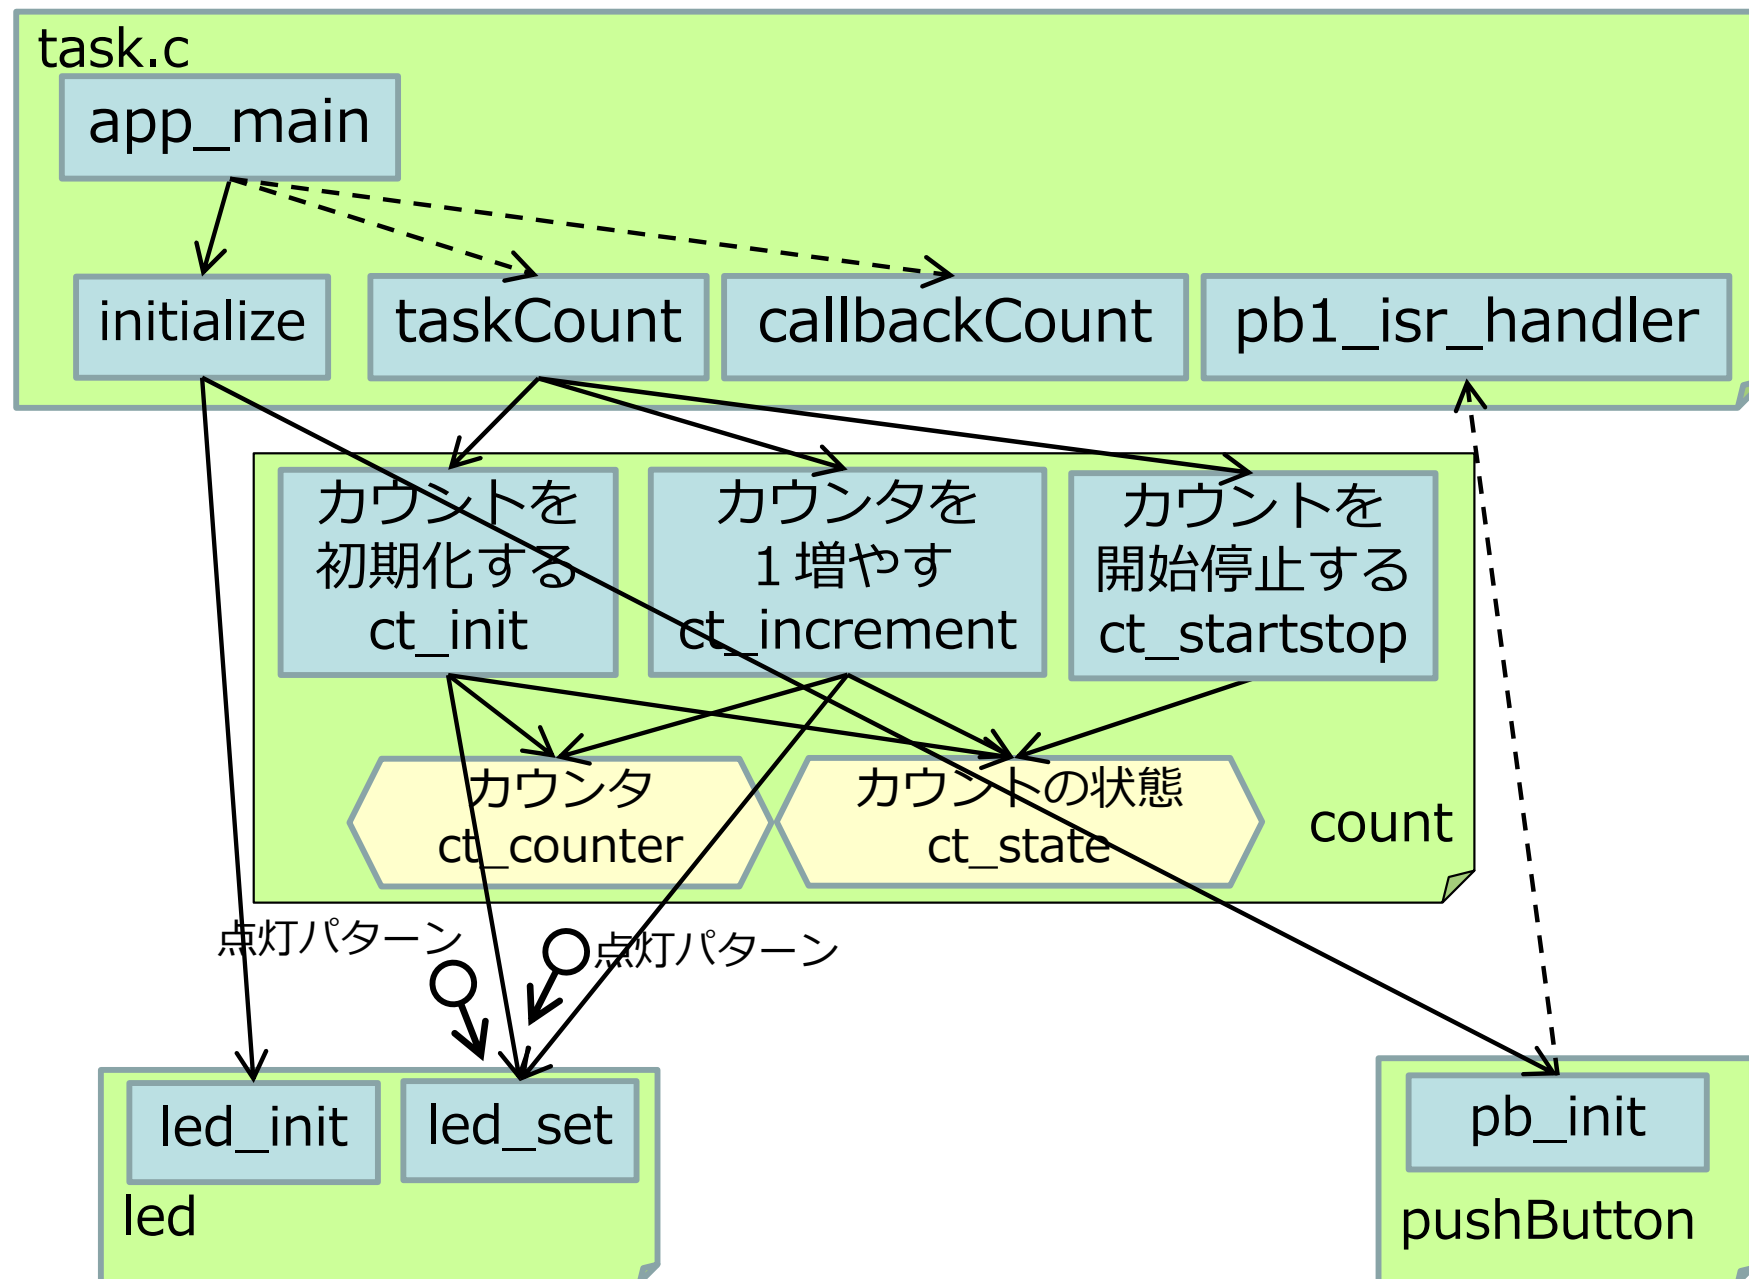 task.c
app_main
initialize
taskCount
callbackCount
pb1_isr_handler
カウントを
初期化する
ct_init
カウンタを
１増やす
ct_increment
カウントを
開始停止する
ct_startstop
カウンタ
ct_counter
カウントの状態
ct_state
count
点灯パターン
点灯パターン
led_init
led_set
led
pb_init
pushButton